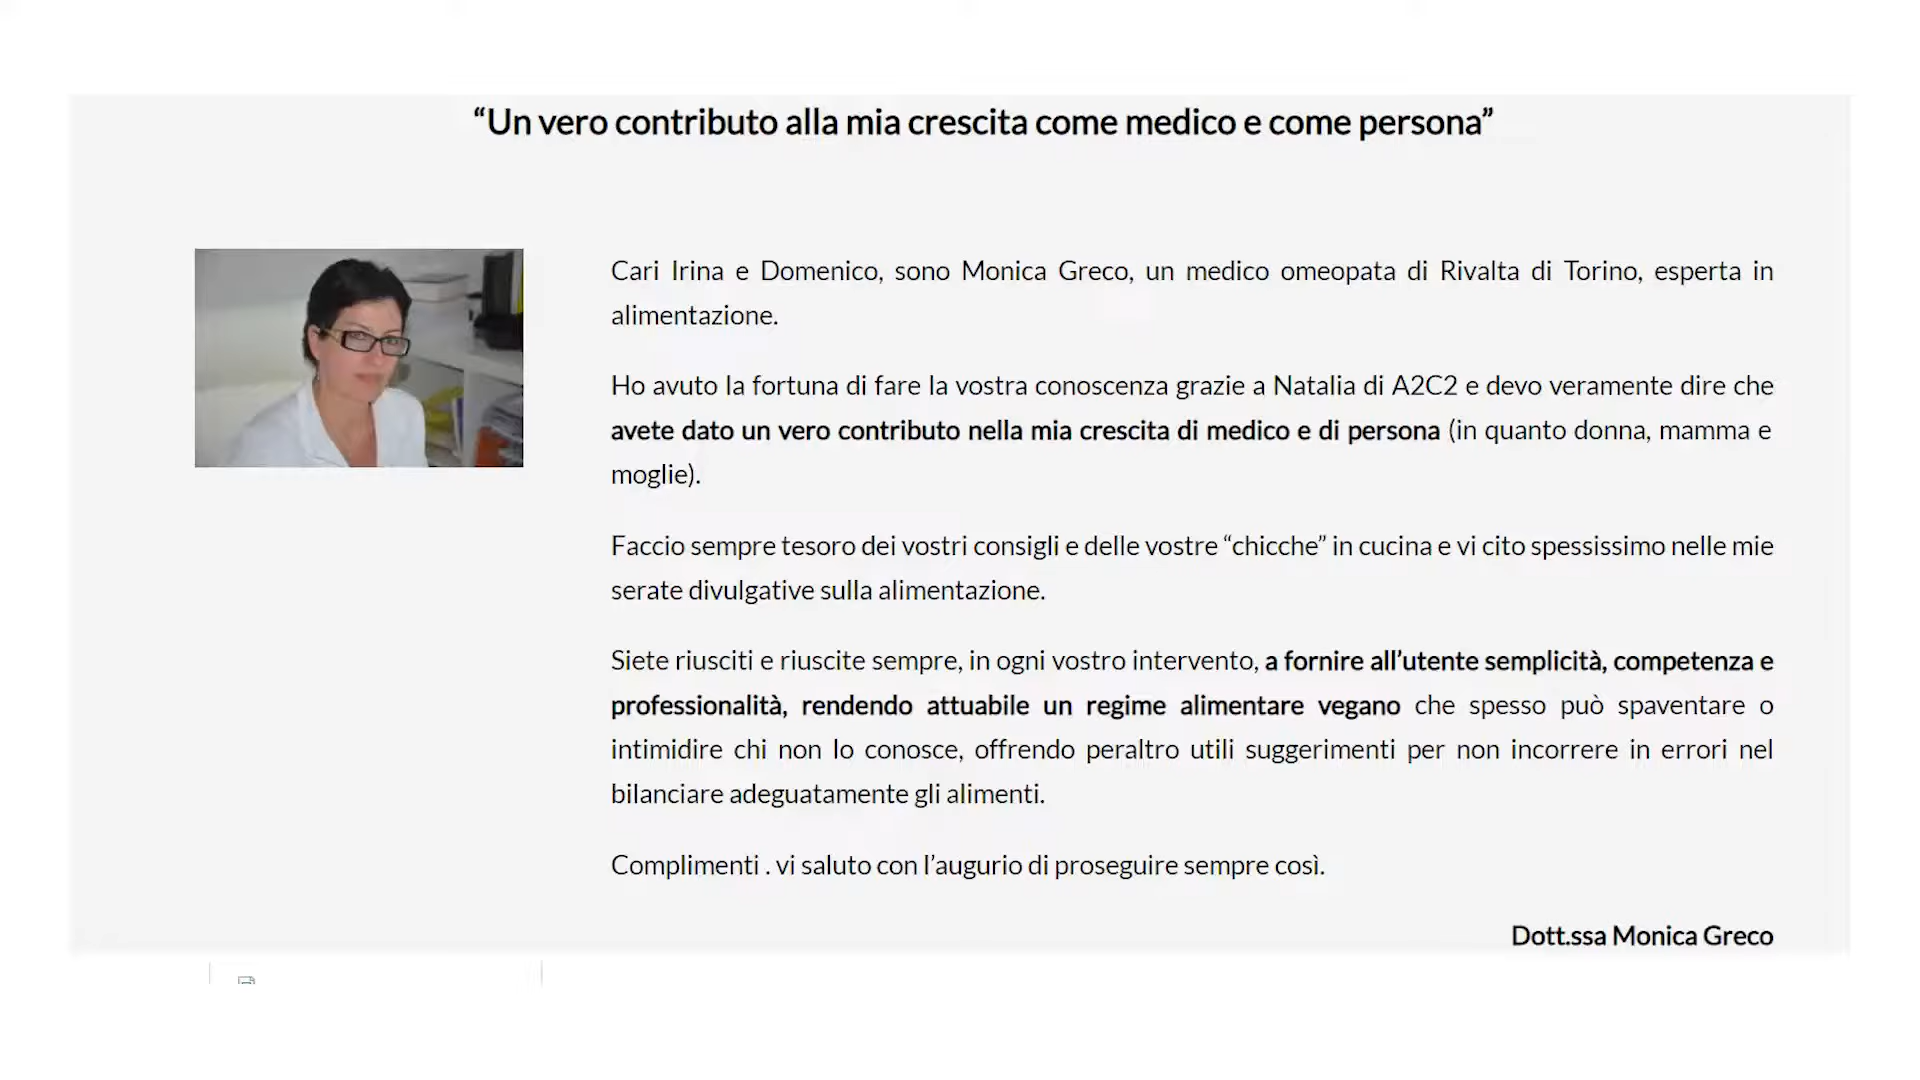 “Un vero contributo alla mia crescita come medico e come persona”
Cari Irina e Domenico, sono Monica Greco, un medico omeopata di Rivalta di Torino, esperta in
alimentazione.
Ho avuto la fortuna di fare la vostra conoscenza grazie a Natalia di A2C2 e devo veramente dire che
avete dato un vero contributo nella mia crescita di medico e di persona (in quanto donna, mamma e
moglie).
Faccio sempre tesoro dei vostri consigli e delle vostre “chicche” in cucina e vi cito spessissimo nelle mie
serate divulgative sulla alimentazione.
Siete riusciti e riuscite sempre, in ogni vostro intervento, a fornire all’utente semplicità, competenza e
professionalità, rendendo attuabile un regime alimentare vegano che spesso può spaventare o
intimidire chi non lo conosce, offrendo peraltro utili suggerimenti per non incorrere in errori nel
bilanciare adeguatamente gli alimenti.
Complimenti . vi saluto con l’augurio di proseguire sempre così.
Dott.ssa Monica Greco